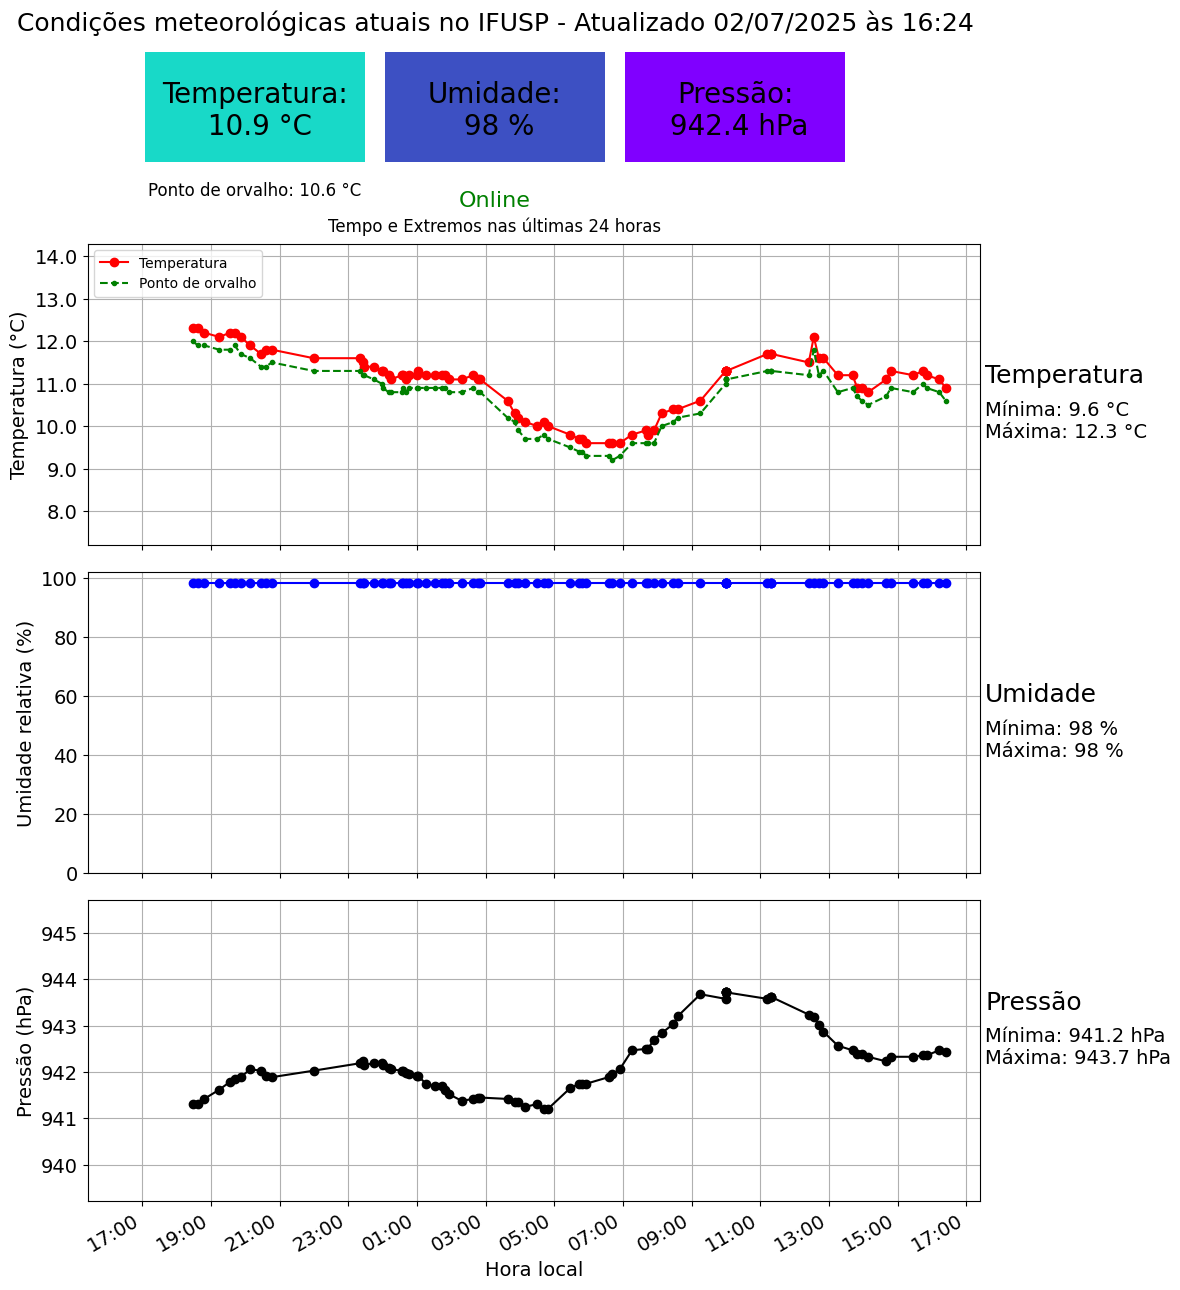 Condições meteorológicas atuais no IFUSP - Atualizado 02/07/2025 às 16:24
Temperatura:
10.9 °C
Umidade:
98 %
Pressão:
942.4 hPa
Ponto de orvalho: 10.6 °C
Online
Tempo e Extremos nas últimas 24 horas
Temperatura (°C)
14.0
13.0
12.0
11.0
10.0
9.0
8.0
Temperatura
Ponto de orvalho
Temperatura
Mínima: 9.6 °C
Máxima: 12.3 °C
Umidade relativa (%)
100
80
60
40
20
0
Umidade
Mínima: 98 %
Máxima: 98 %
Pressão (hPa)
945
944
943
942
941
940
Pressão
Mínima: 941.2 hPa
Máxima: 943.7 hPa
17:00
19:00
21:00
23:00
01:00
03:00
05:00
07:00
09:00
11:00
13:00
15:00
17:00
Hora local